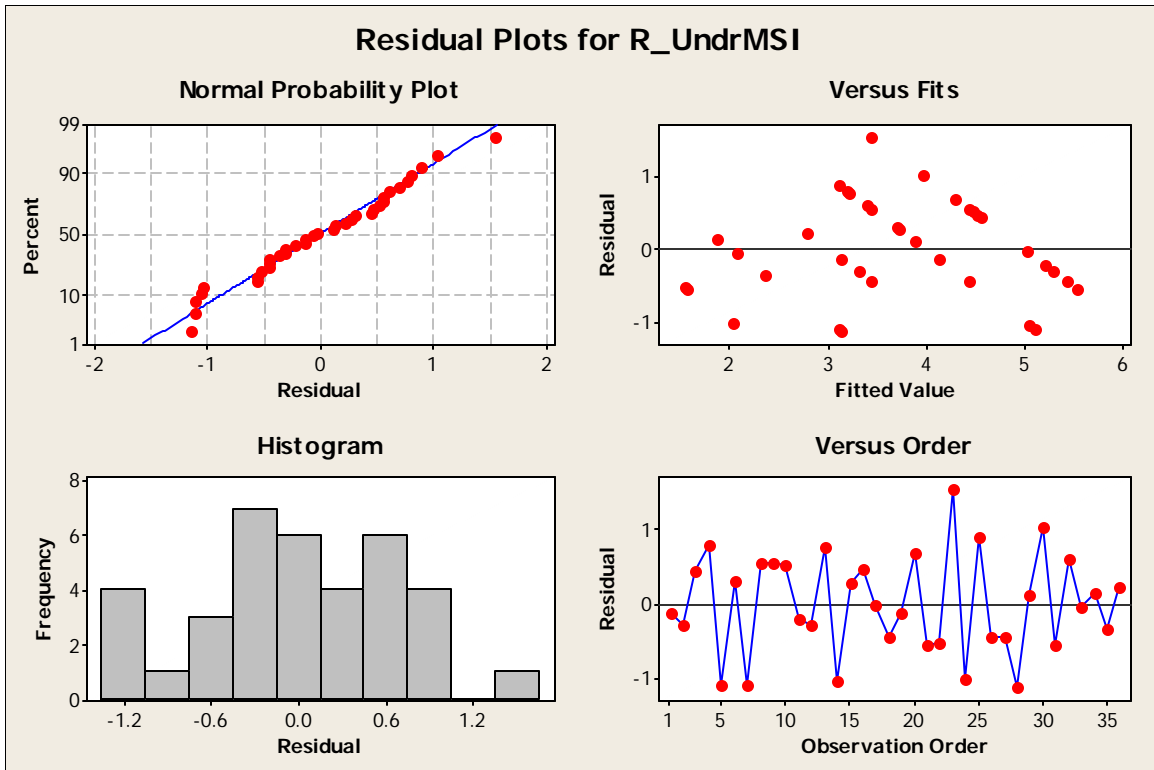 Residual Plots for R_UndrMSI
Normal Probability Plot
Percent
99
90
50
10
1
-2 -1 0 1 2
Residual
Versus Fits
Residual
1
0
-1
2 3 4 5 6
Fitted Value
Histogram
Frequency
8
6
4
2
0
-1.2 -0.6 0.0 0.6 1.2
Residual
Versus Order
Residual
1
0
-1
1 5 10 15 20 25 30 35
Observation Order